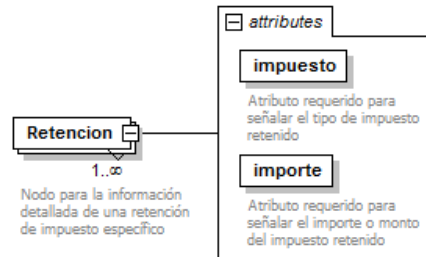 attributes
impuesto
Atributo requerido para
señalar el tipo de impuesto
retenido
Retencion
1..∞
Nodo para la información
detallada de una retención
de impuesto específico
importe
Atributo requerido para
señalar el importe o monto
del impuesto retenido